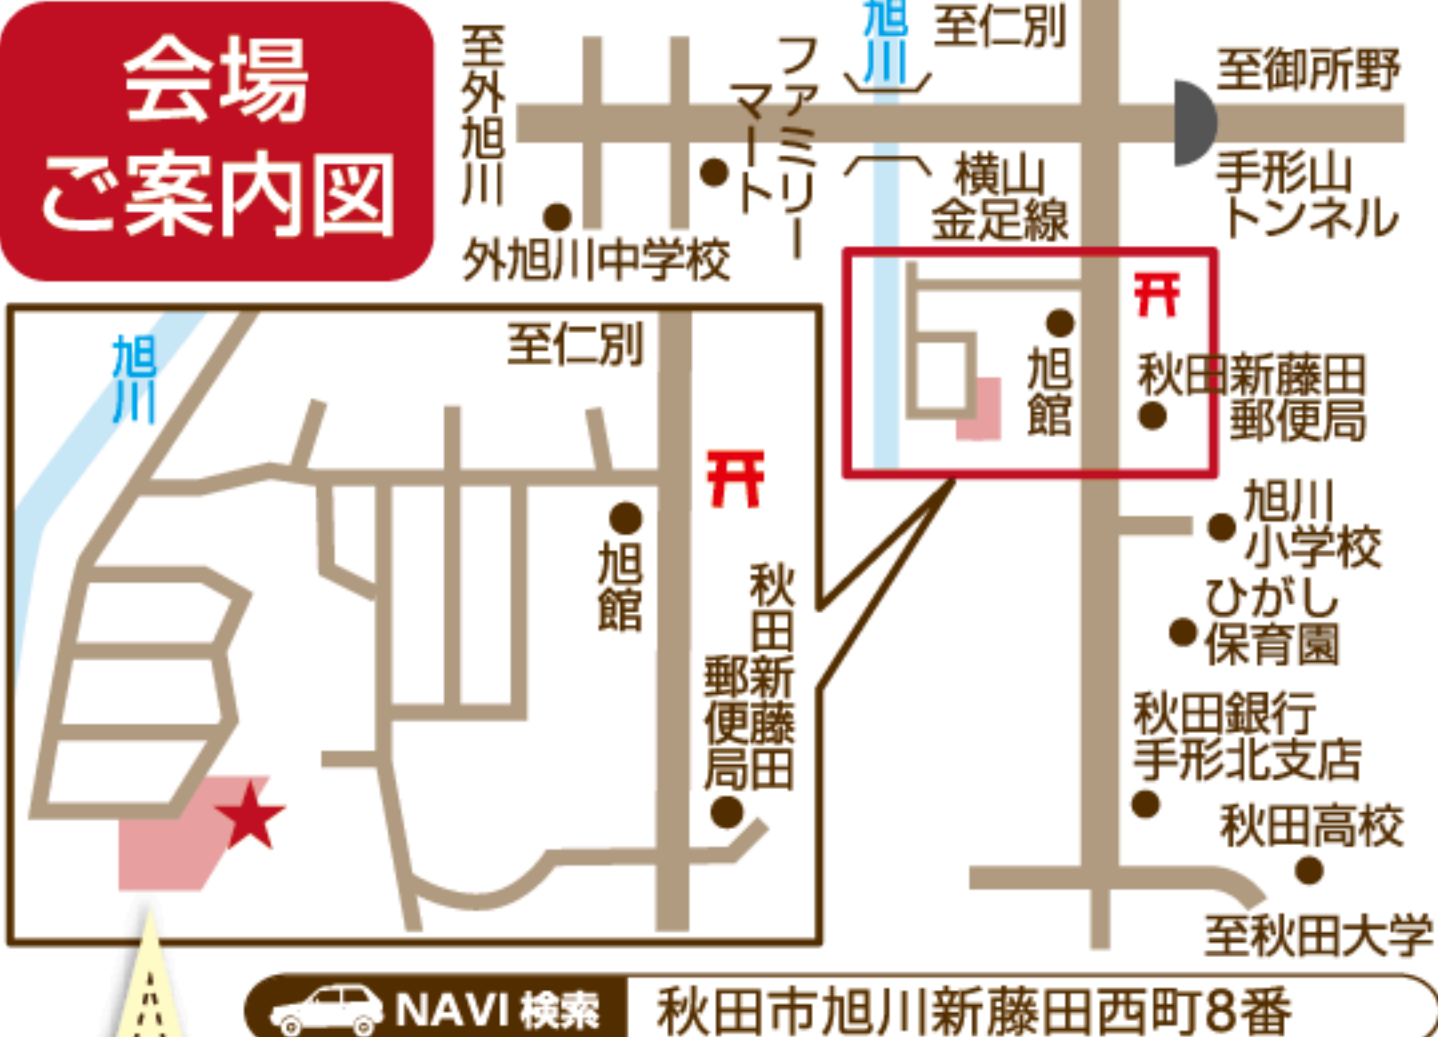 会場
ご案内図
至外旭川
外旭川中学校
ファミリー
マート
旭川
至仁別
至御所野
手形山
トンネル
横山
金足線
旭館
秋田新藤田
郵便局
旭川
小学校
ひがし
保育園
秋田銀行
手形北支店
秋田高校
至秋田大学
旭川
至仁別
旭館
秋田新藤田
郵便局
NAVI 検索
秋田市旭川新藤田西町8番